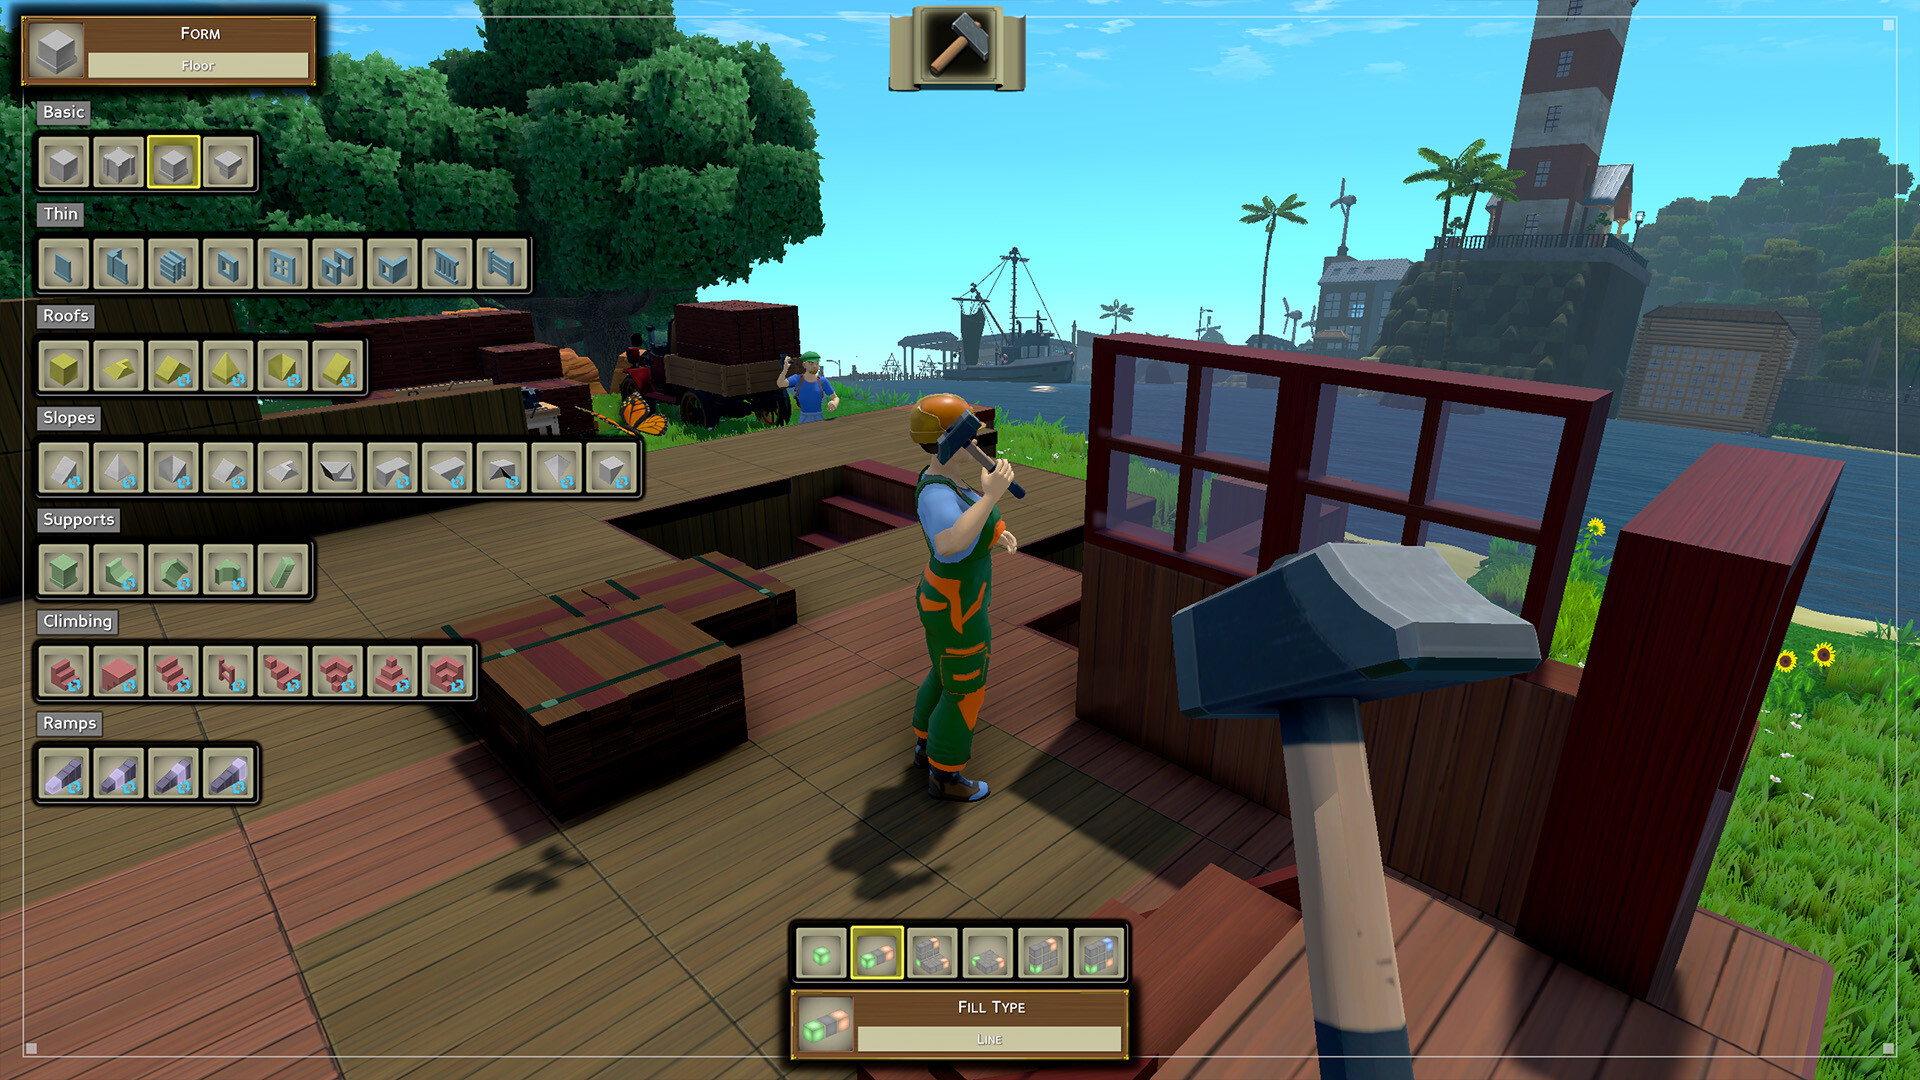 Form
Floor
Basic
Thin
Roofs
Slopes
Supports
Climbing
Ramps
Fill Type
Line